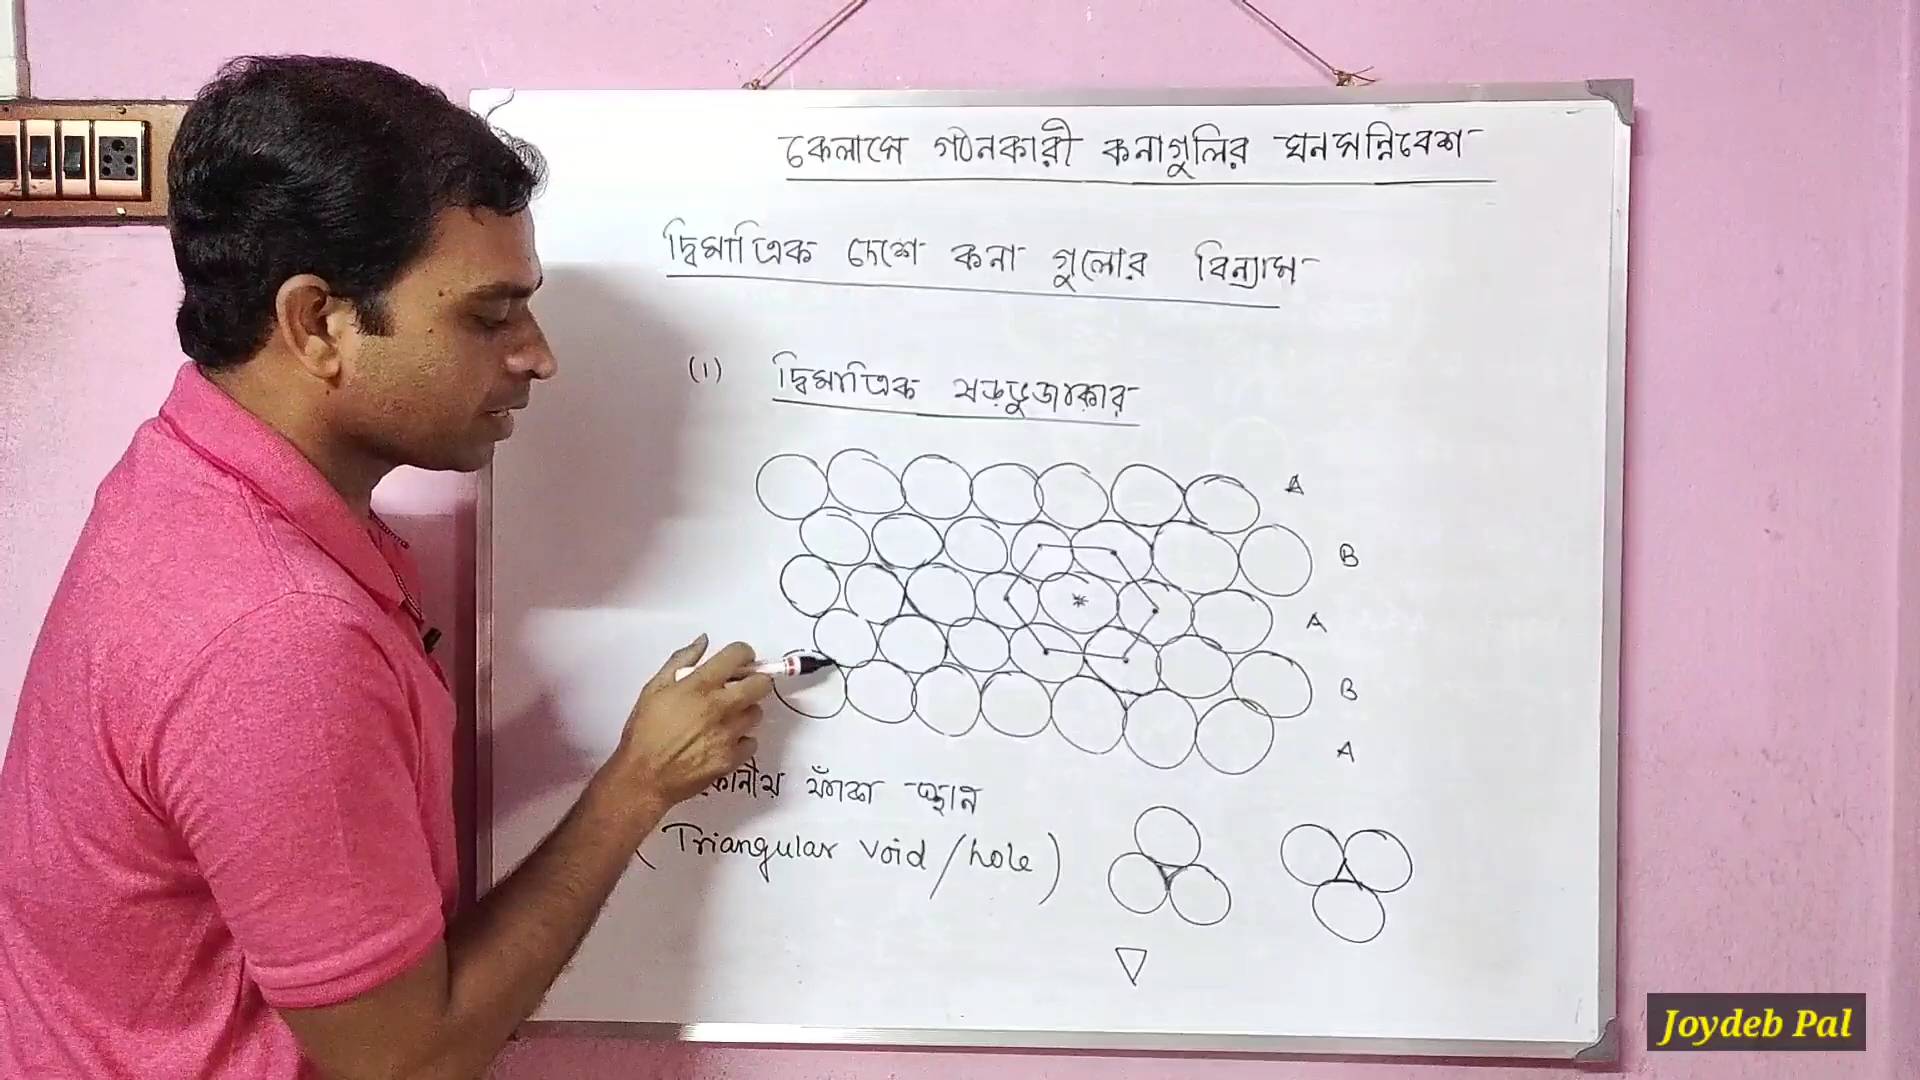 কেলাসে গঠনকারী কনাগুলির ঘনসন্নিবেশ
দ্বিমাত্রিক দেশে কনা গুলোর বিন্যাস
(1) দ্বিমাত্রিক ষড়ভুজাকার
A
B
A
B
A
ফাঁকা স্থান
(Triangular void/hole)
Joydeb Pal